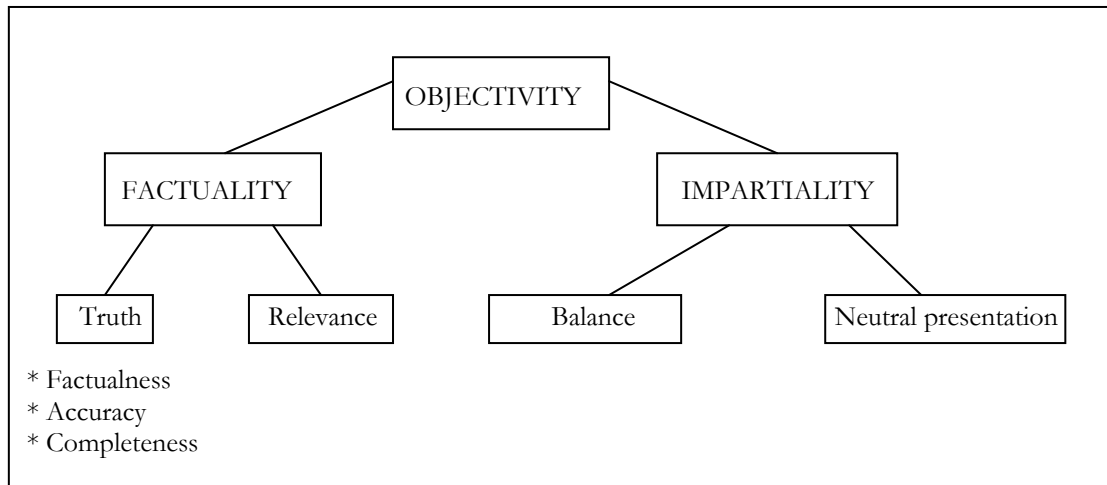 OBJECTIVITY
FACTUALITY
IMPARTIALITY
Truth
Relevance
Balance
Neutral presentation
* Factualness
* Accuracy
* Completeness